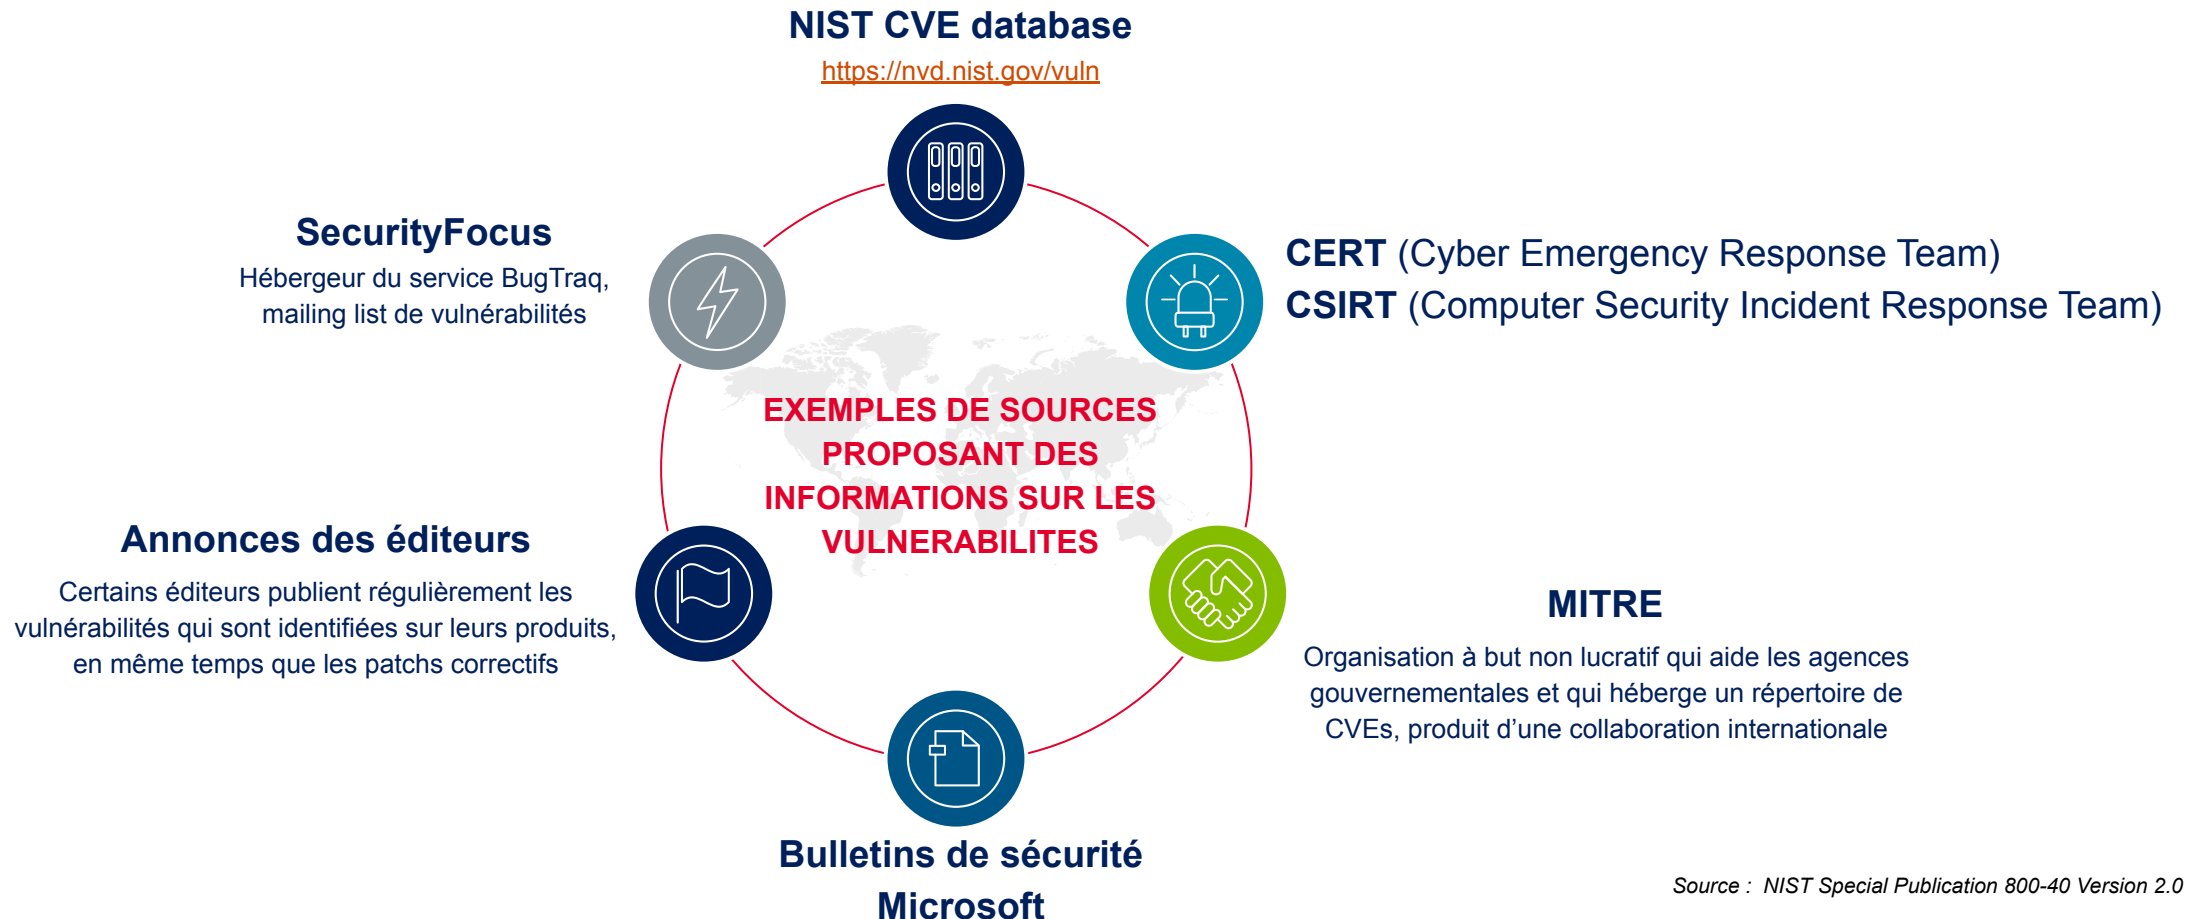 NIST CVE database
https://nvd.nist.gov/vuln
SecurityFocus
Hébergeur du service BugTraq,
mailing list de vulnérabilités
CERT (Cyber Emergency Response Team)
CSIRT (Computer Security Incident Response Team)
EXEMPLES DE SOURCES
PROPOSANT DES
INFORMATIONS SUR LES
VULNERABILITES
Annonces des éditeurs
Certains éditeurs publient régulièrement les
vulnérabilités qui sont identifiées sur leurs produits,
en même temps que les patchs correctifs
MITRE
Organisation à but non lucratif qui aide les agences
gouvernementales et qui héberge un répertoire de
CVEs, produit d’une collaboration internationale
Bulletins de sécurité
Microsoft
Source : NIST Special Publication 800-40 Version 2.0